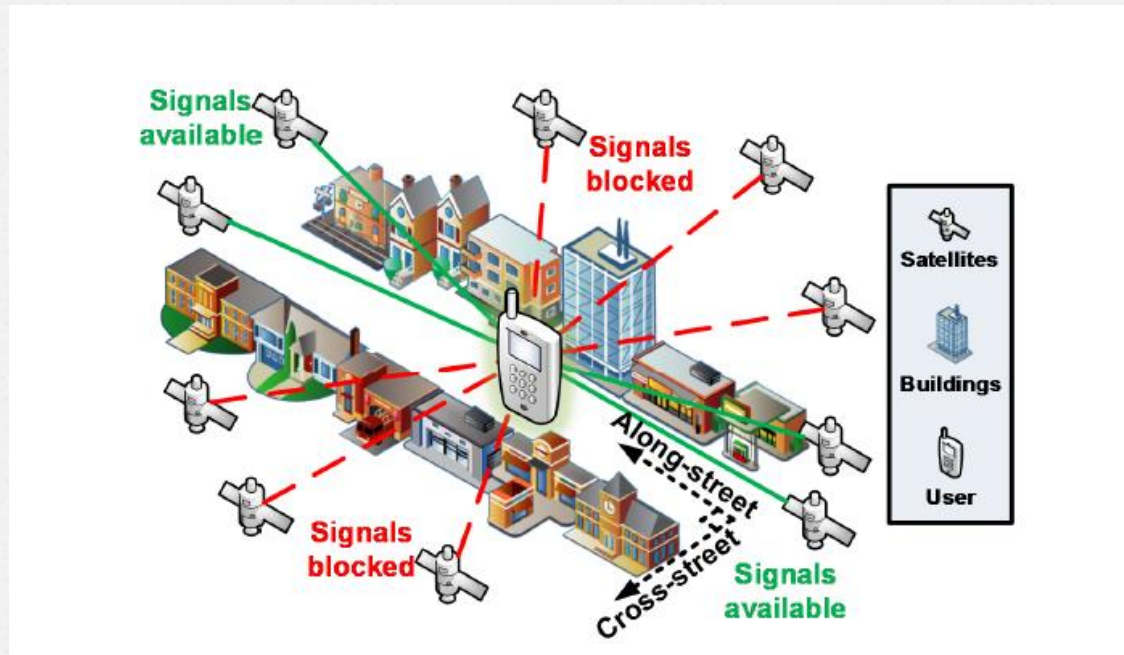 Signals
available
Signals
blocked
Satellites
Buildings
User
Along-street
Cross-street
Signals
blocked
Signals
available